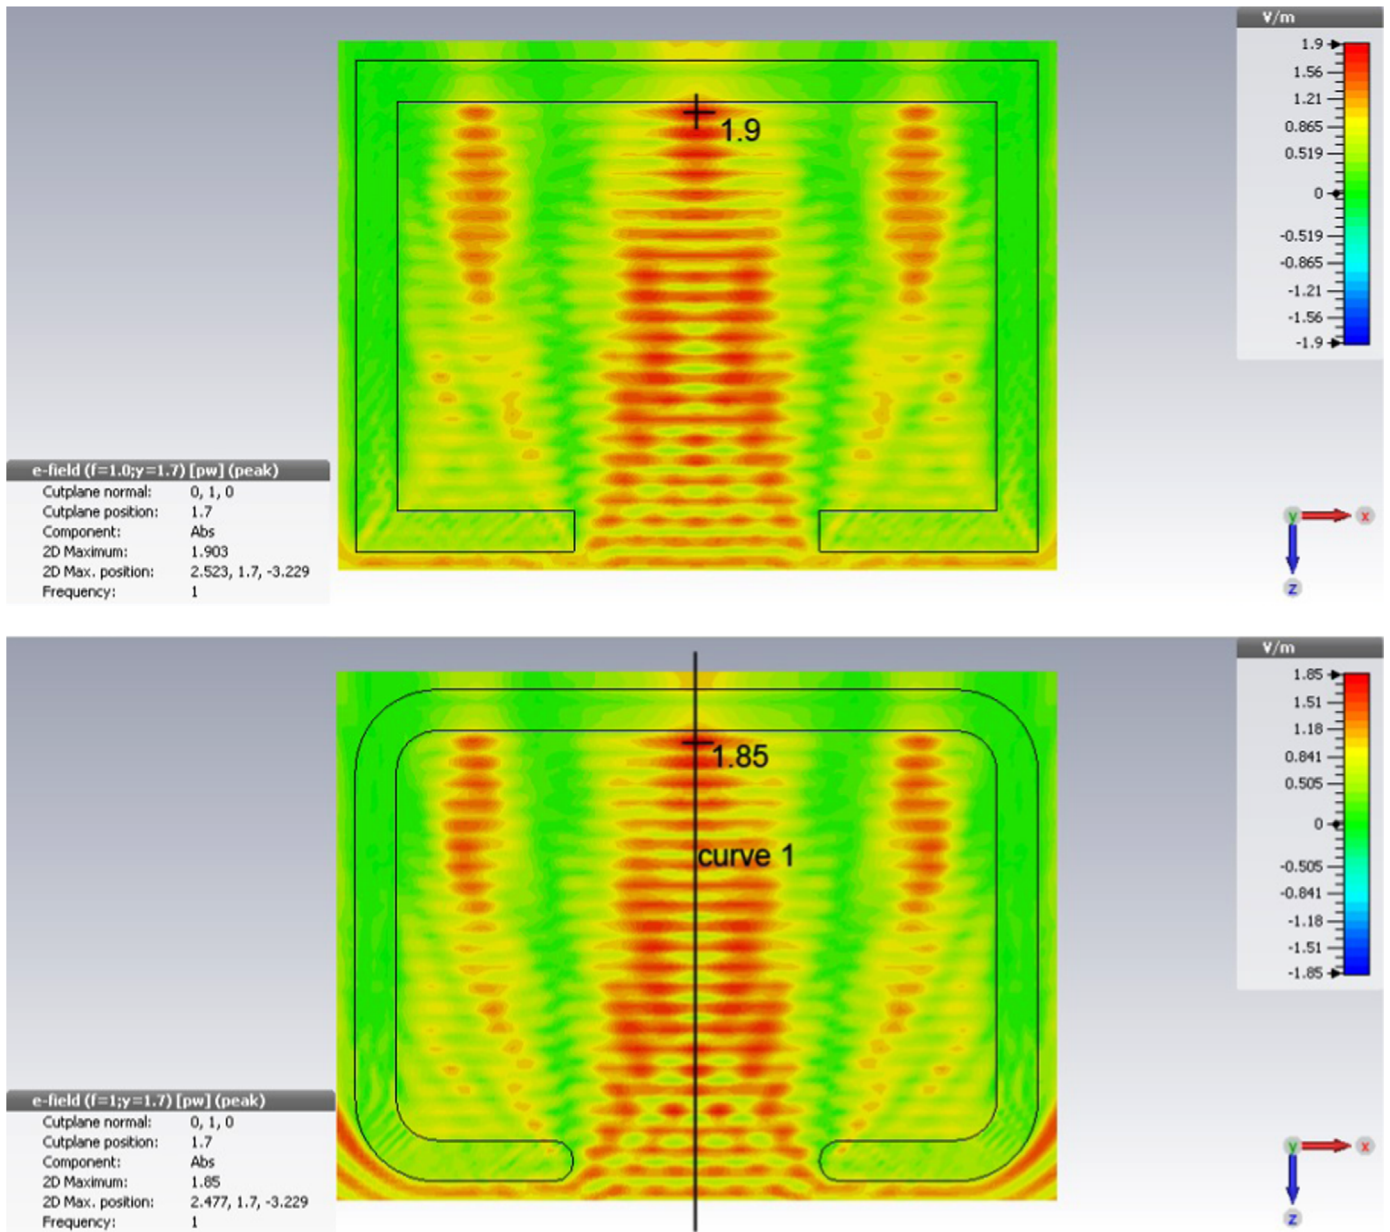 V/m
1.9
1.56
1.21
0.865
0.519
0
-0.519
-0.865
-1.21
-1.56
-1.9
1.9
e-field (f=1.0;y=1.7) [pw] (peak)
Cutplane normal: 0, 1, 0
Cutplane position: 1.7
Component: Abs
2D Maximum: 1.903
2D Max. position: 2.523, 1.7, -3.229
Frequency: 1
y x
z
V/m
1.85
1.51
1.18
0.841
0.505
0
-0.505
-0.841
-1.18
-1.51
-1.85
1.85
curve 1
e-field (f=1;y=1.7) [pw] (peak)
Cutplane normal: 0, 1, 0
Cutplane position: 1.7
Component: Abs
2D Maximum: 1.85
2D Max. position: 2.477, 1.7, -3.229
Frequency: 1
y x
z